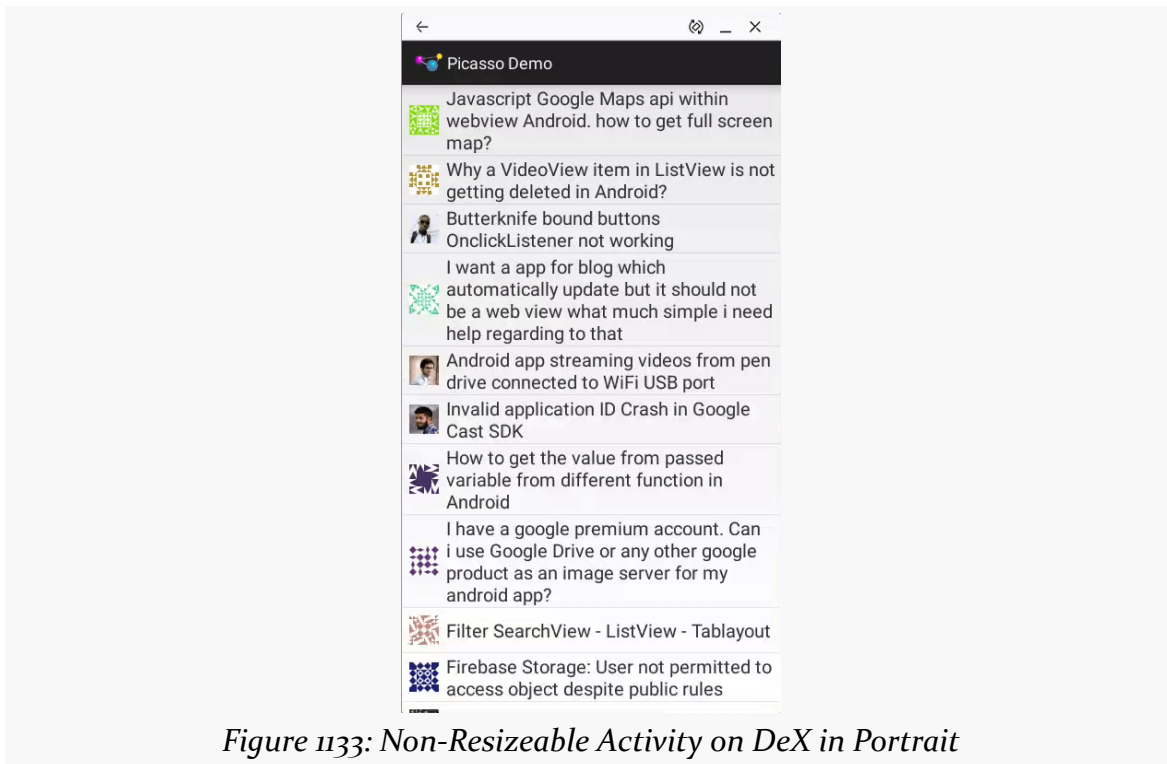 Picasso Demo
Javascript Google Maps api within
webview Android. how to get full screen
map?
Why a VideoView item in ListView is not
getting deleted in Android?
Butterknife bound buttons
OnclickListener not working
I want a app for blog which
automatically update but it should not
be a web view what much simple i need
help regarding to that
Android app streaming videos from pen
drive connected to WiFi USB port
Invalid application ID Crash in Google
Cast SDK
How to get the value from passed
variable from different function in
Android
I have a google premium account. Can
i use Google Drive or any other google
product as an image server for my
android app?
Filter SearchView - ListView - Tablayout
Firebase Storage: User not permitted to
access object despite public rules
Figure 1133: Non-Resizeable Activity on DeX in Portrait